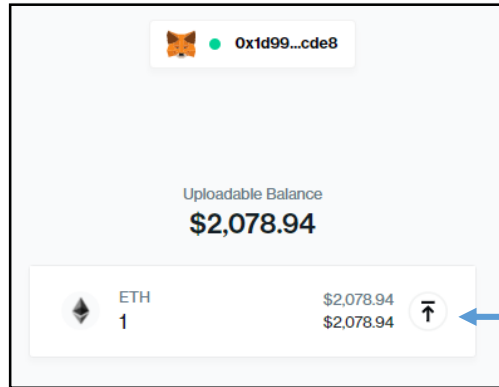 0x1d99...cde8
Uploadable Balance
$2,078.94
ETH
$2,078.94
1
$2,078.94